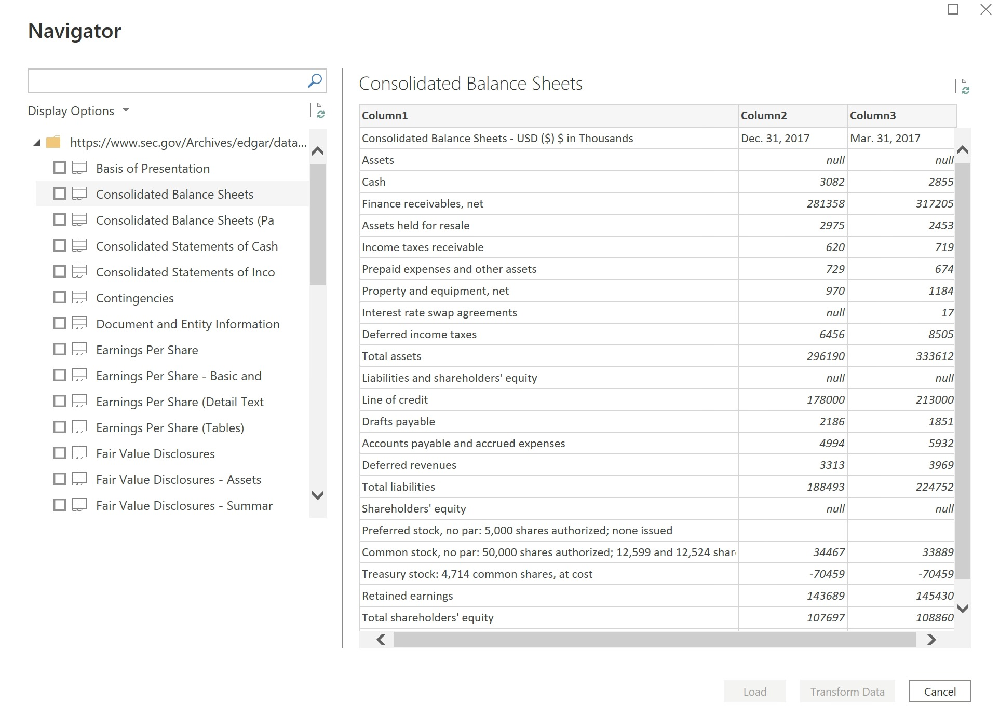 Navigator
Display Options
https://www.sec.gov/Archives/edgar/data...
Basis of Presentation
Consolidated Balance Sheets
Consolidated Balance Sheets (Pa
Consolidated Statements of Cash
Consolidated Statements of Inco
Contingencies
Document and Entity Information
Earnings Per Share
Earnings Per Share - Basic and
Earnings Per Share (Detail Text
Earnings Per Share (Tables)
Fair Value Disclosures
Fair Value Disclosures - Assets
Fair Value Disclosures - Summar
Consolidated Balance Sheets
Column1 Column2 Column3
Consolidated Balance Sheets - USD ($) $ in Thousands Dec. 31, 2017 Mar. 31, 2017
Assets null null
Cash 3082 2855
Finance receivables, net 281358 317205
Assets held for resale 2975 2453
Income taxes receivable 620 719
Prepaid expenses and other assets 729 674
Property and equipment, net 970 1184
Interest rate swap agreements null 17
Deferred income taxes 6456 8505
Total assets 296190 333612
Liabilities and shareholders' equity null null
Line of credit 178000 213000
Drafts payable 2186 1851
Accounts payable and accrued expenses 4994 5932
Deferred revenues 3313 3969
Total liabilities 188493 224752
Shareholders' equity null null
Preferred stock, no par: 5,000 shares authorized; none issued
Common stock, no par: 50,000 shares authorized; 12,599 and 12,524 shar 34467 33889
Treasury stock: 4,714 common shares, at cost -70459 -70459
Retained earnings 143689 145430
Total shareholders' equity 107697 108860
Load Transform Data Cancel